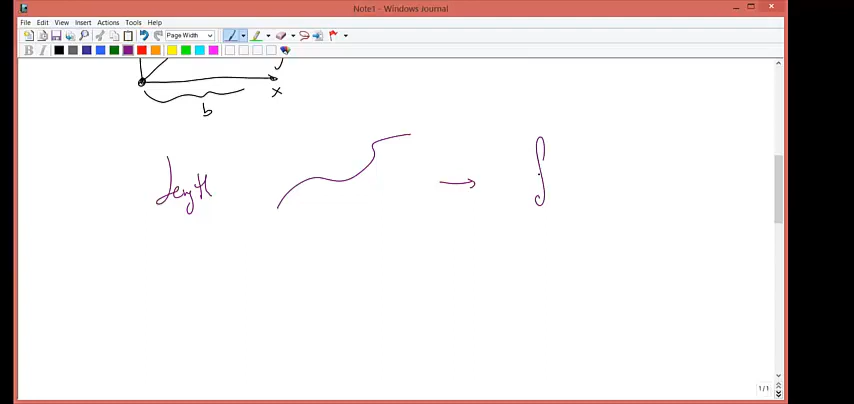 Note1 - Windows Journal
File Edit View Insert Actions Tools Help
Page Width
B I
x
b
length → ∫
1/1